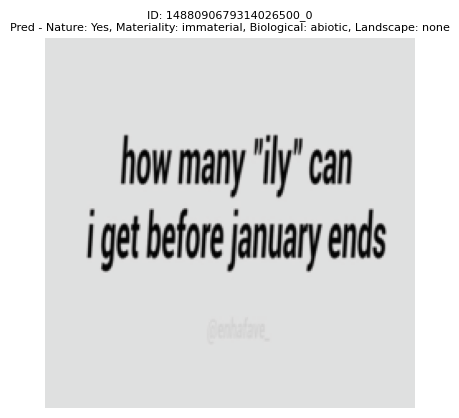 ID: 1488090679314026500_0
Pred - Nature: Yes, Materiality: immaterial, Biological: abiotic, Landscape: none
how many "ily" can
i get before january ends
@enhafave_